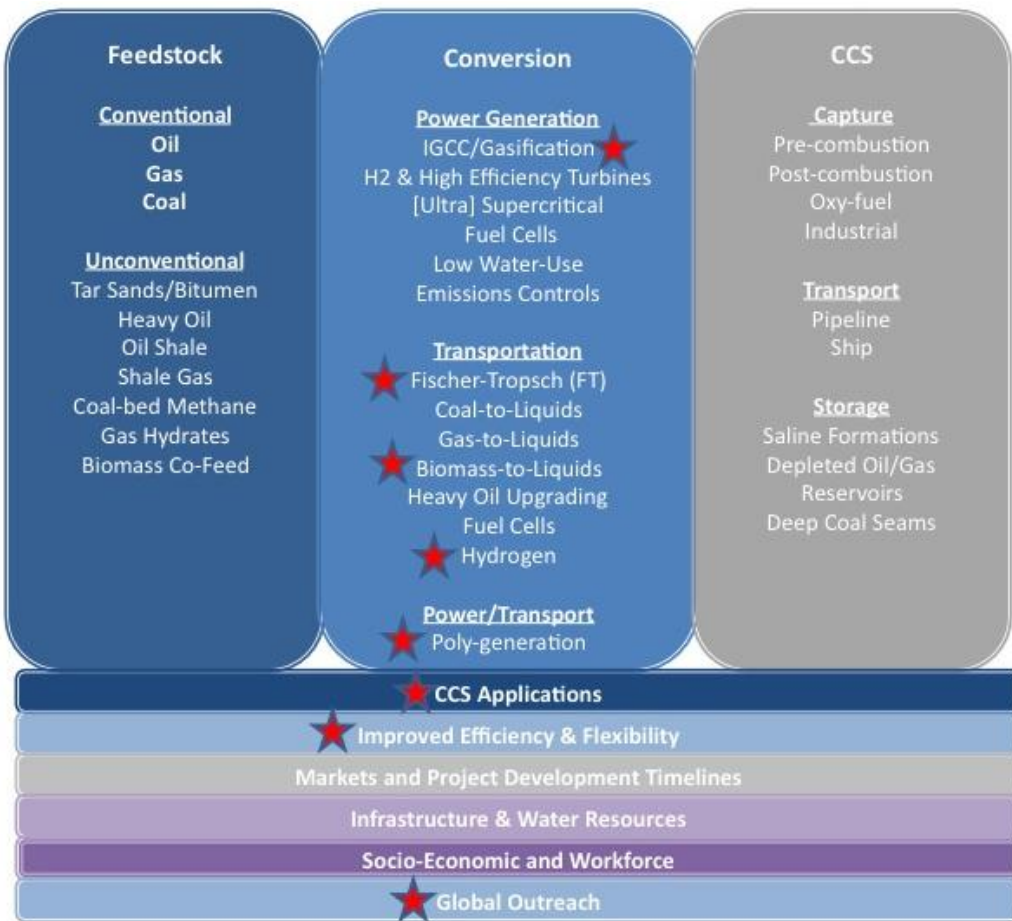 Feedstock
Conventional
Oil
Gas
Coal
Unconventional
Tar Sands/Bitumen
Heavy Oil
Oil Shale
Shale Gas
Coal-bed Methane
Gas Hydrates
Biomass Co-Feed
Conversion
Power Generation
IGCC/Gasification
H2 & High Efficiency Turbines
[Ultra] Supercritical
Fuel Cells
Low Water-Use
Emissions Controls
Transportation
Fischer-Tropsch (FT)
Coal-to-Liquids
Gas-to-Liquids
Biomass-to-Liquids
Heavy Oil Upgrading
Fuel Cells
Hydrogen
Power/Transport
Poly-generation
CCS
Capture
Pre-combustion
Post-combustion
Oxy-fuel
Industrial
Transport
Pipeline
Ship
Storage
Saline Formations
Depleted Oil/Gas
Reservoirs
Deep Coal Seams
CCS Applications
Improved Efficiency & Flexibility
Markets and Project Development Timelines
Infrastructure & Water Resources
Socio-Economic and Workforce
Global Outreach